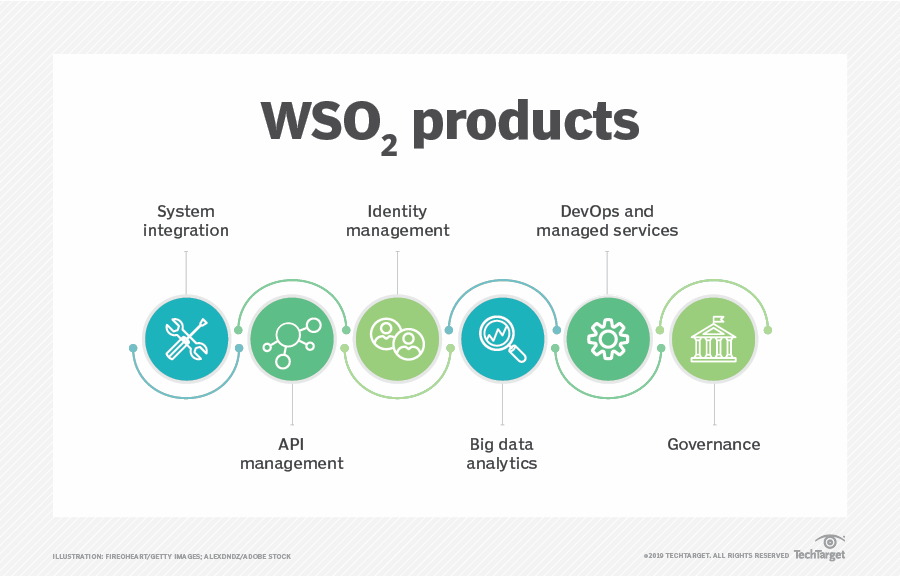 WSO₂ products
System
integration
Identity
management
DevOps and
managed services
API
management
Big data
analytics
Governance
ILLUSTRATION: FIREOHEART/GETTY IMAGES; ALEXDNDZ/ADOBE STOCK
©2019 TECHTARGET. ALL RIGHTS RESERVED TechTarget